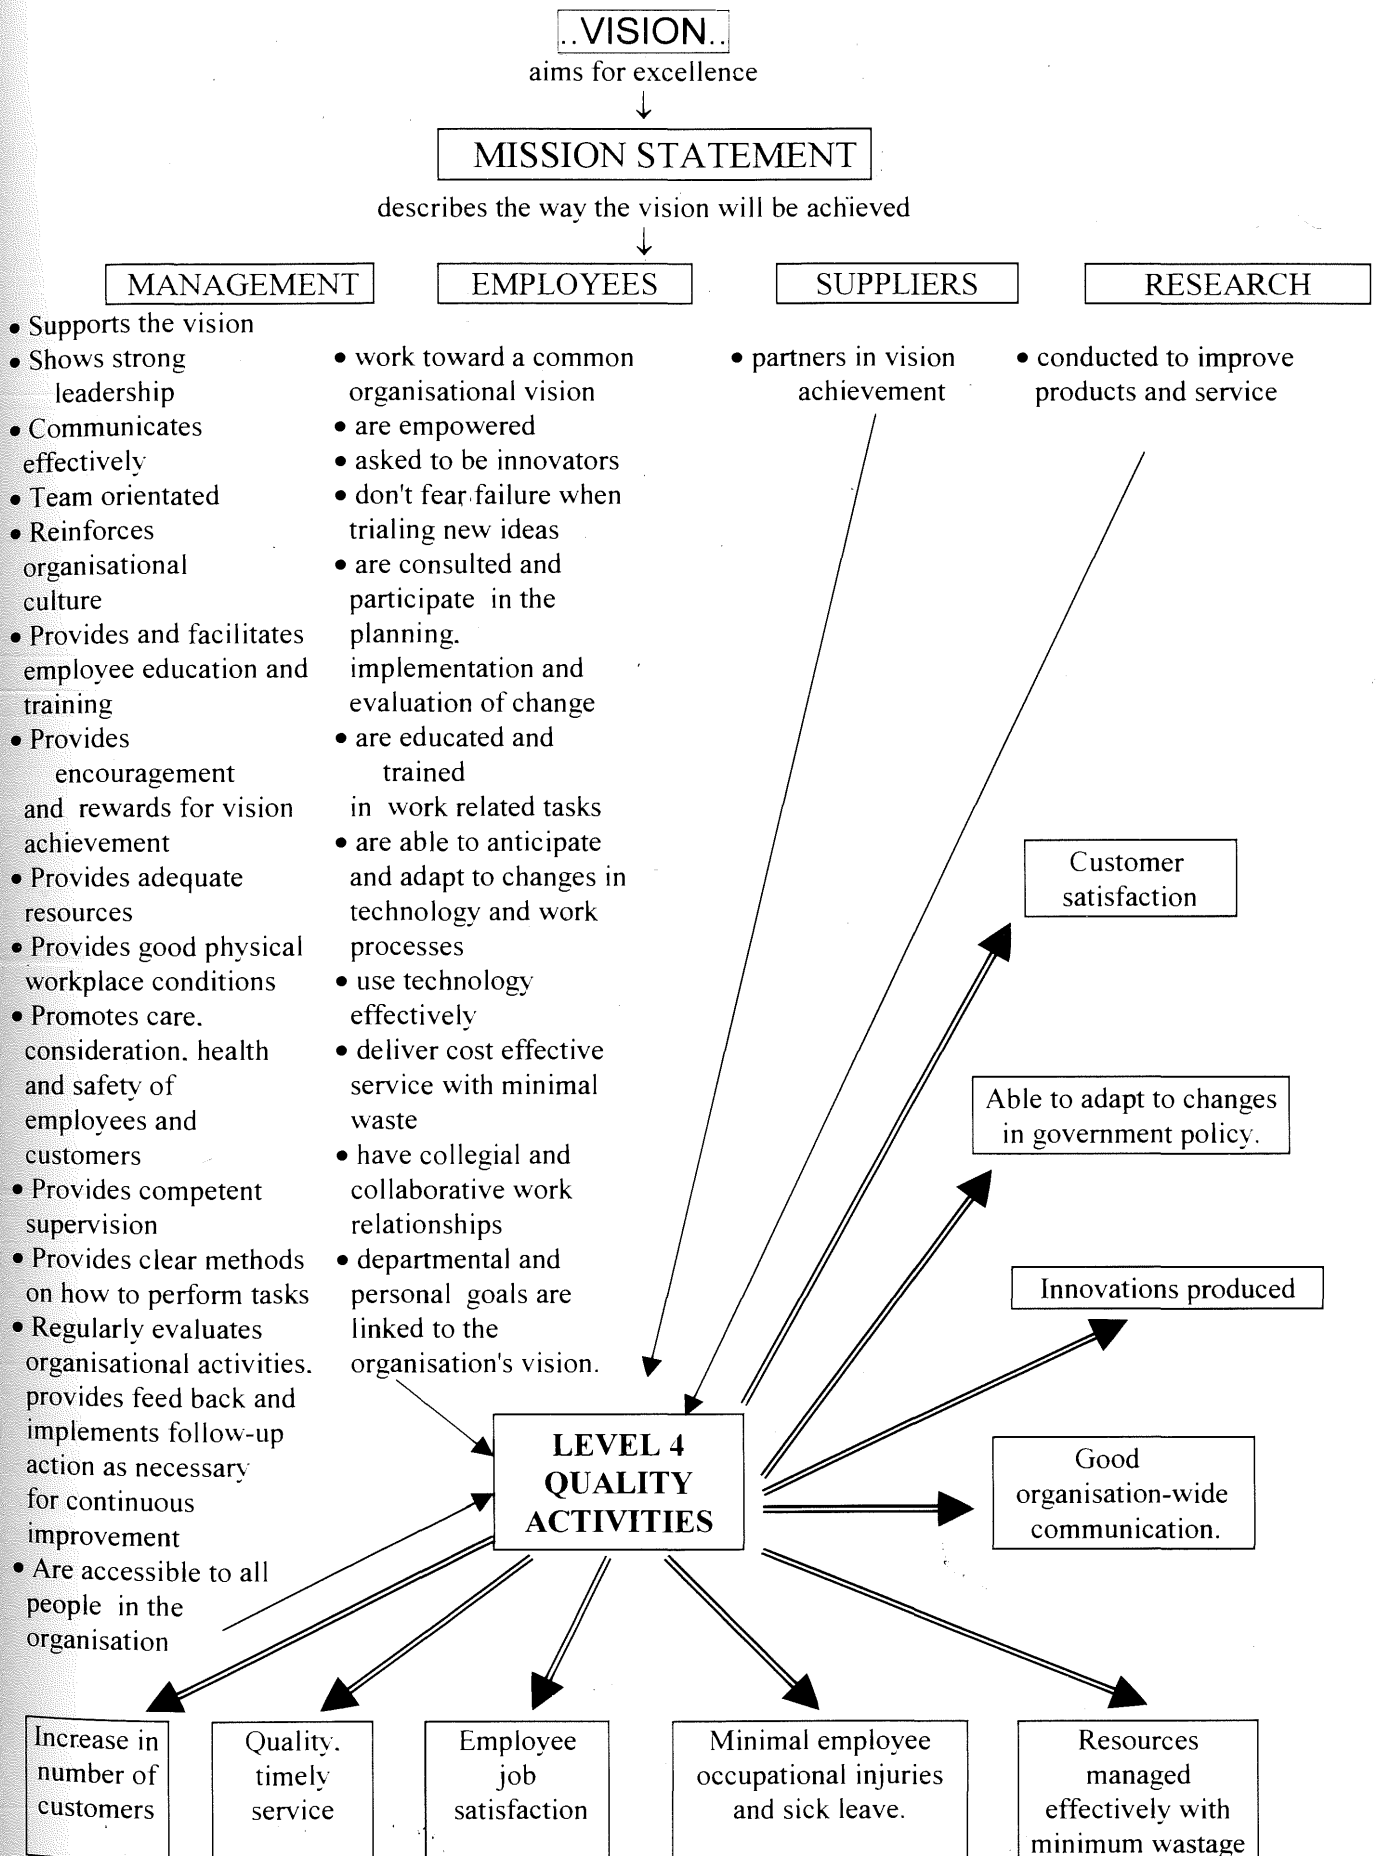 ..VISION..
aims for excellence
↓
MISSION STATEMENT
describes the way the vision will be achieved
↓
MANAGEMENT
• Supports the vision
• Shows strong
leadership
• Communicates
effectively
• Team orientated
• Reinforces
organisational
culture
• Provides and facilitates
employee education and
training
• Provides
encouragement
and rewards for vision
achievement
• Provides adequate
resources
• Provides good physical
workplace conditions
• Promotes care.
consideration. health
and safety of
employees and
customers
• Provides competent
supervision
• Provides clear methods
on how to perform tasks
• Regularly evaluates
organisational activities.
provides feed back and
implements follow-up
action as necessary
for continuous
improvement
• Are accessible to all
people in the
organisation
EMPLOYEES
• work toward a common
organisational vision
• are empowered
• asked to be innovators
• don't fear failure when
trialing new ideas
• are consulted and
participate in the
planning.
implementation and
evaluation of change
• are educated and
trained
in work related tasks
• are able to anticipate
and adapt to changes in
technology and work
processes
• use technology
effectively
• deliver cost effective
service with minimal
waste
• have collegial and
collaborative work
relationships
• departmental and
personal goals are
linked to the
organisation's vision.
SUPPLIERS
• partners in vision
achievement
RESEARCH
• conducted to improve
products and service
LEVEL 4
QUALITY
ACTIVITIES
Customer
satisfaction
Able to adapt to changes
in government policy.
Innovations produced
Good
organisation-wide
communication.
Increase in
number of
customers
Quality.
timely
service
Employee
job
satisfaction
Minimal employee
occupational injuries
and sick leave.
Resources
managed
effectively with
minimum wastage